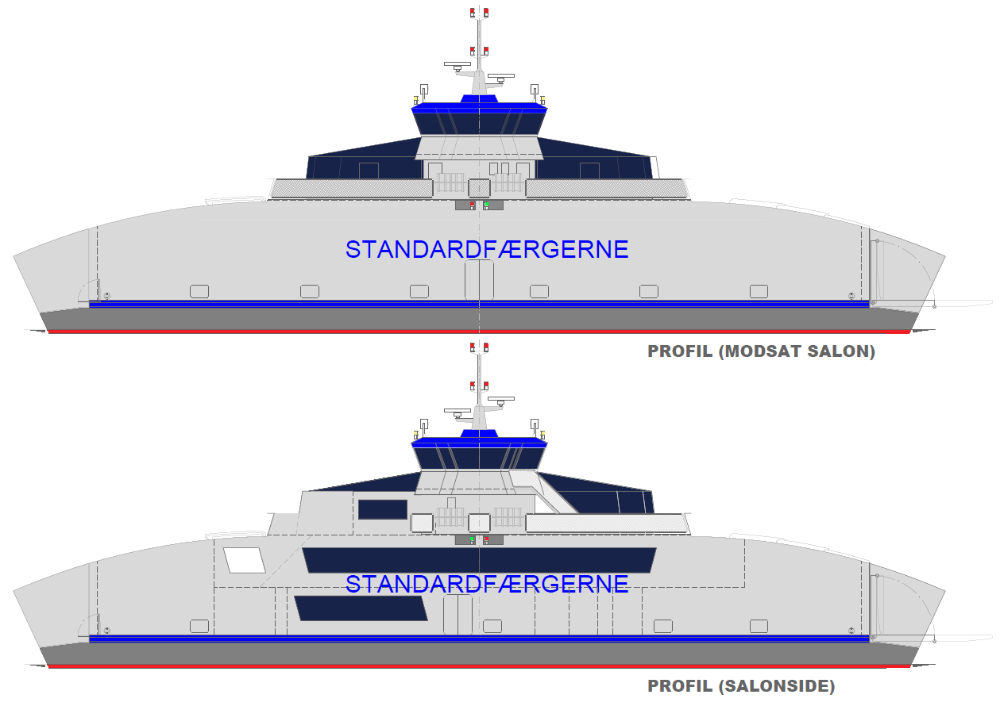 STANDARDFÆRGERNE
PROFIL (MODSAT SALON)
STANDARDFÆRGERNE
PROFIL (SALONSIDE)